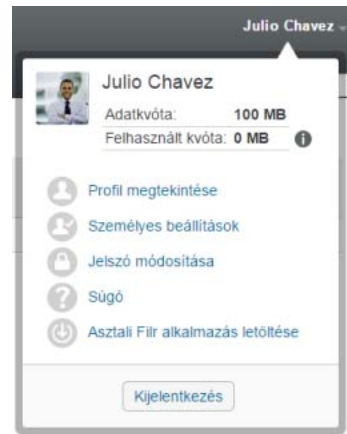 Julio Chavez
Julio Chavez
Adatkvóta: 100 MB
Felhasznált kvóta: 0 MB
Profil megtekintése
Személyes beállítások
Jelszó módosítása
Súgó
Asztali Filr alkalmazás letöltése
Kijelentkezés